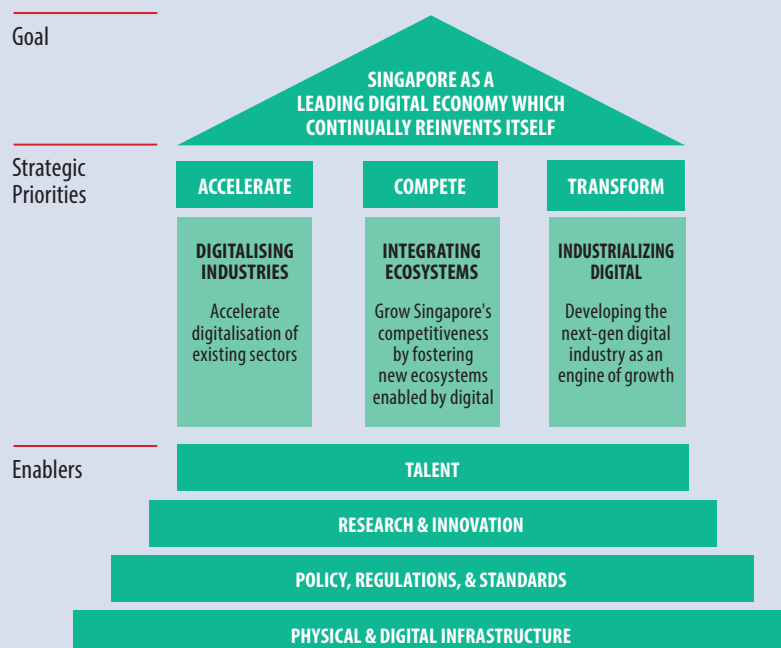 Goal
SINGAPORE AS A
LEADING DIGITAL ECONOMY WHICH
CONTINUALLY REINVENTS ITSELF
Strategic
Priorities
ACCELERATE
COMPETE
TRANSFORM
DIGITALISING
INDUSTRIES
Accelerate
digitalisation of
existing sectors
INTEGRATING
ECOSYSTEMS
Grow Singapore's
competitiveness
by fostering
new ecosystems
enabled by digital
INDUSTRIALIZING
DIGITAL
Developing the
next-gen digital
industry as an
engine of growth
Enablers
TALENT
RESEARCH & INNOVATION
POLICY, REGULATIONS, & STANDARDS
PHYSICAL & DIGITAL INFRASTRUCTURE